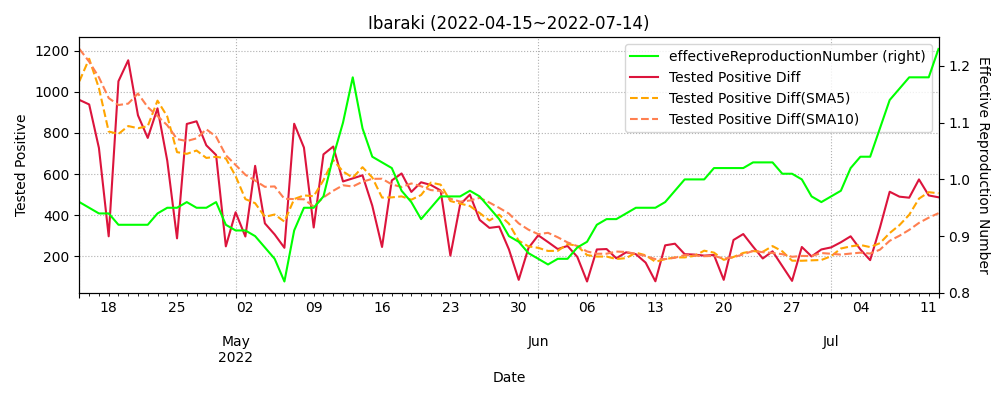 Ibaraki (2022-04-15~2022-07-14)
effectiveReproductionNumber (right)
Tested Positive Diff
Tested Positive Diff(SMA5)
Tested Positive Diff(SMA10)
Tested Positive
1200
1000
800
600
400
200
Effective Reproduction Number
1.2
1.1
1.0
0.9
0.8
18 25 02 09 16 23 30 06 13 20 27 04 11
May Jun Jul
2022
Date